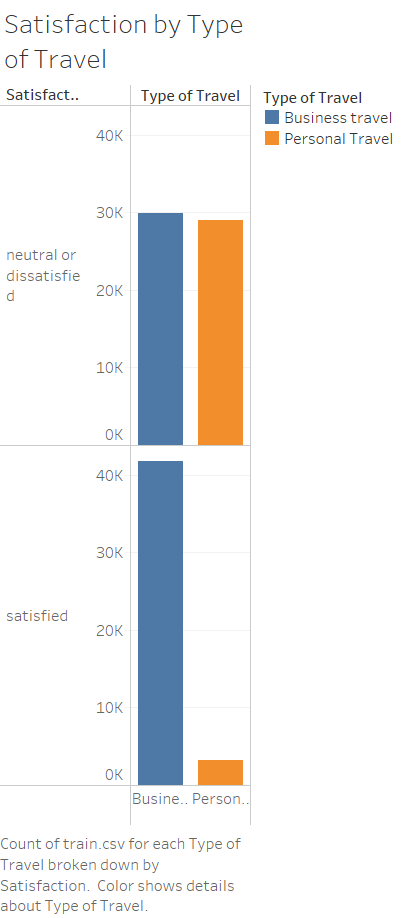 Satisfaction by Type
of Travel
Satisfact..
Type of Travel
Type of Travel
Business travel
Personal Travel
40K
30K
neutral or
dissatisfie
d
20K
10K
0K
40K
30K
satisfied
20K
10K
0K
Busine.. Person..
Count of train.csv for each Type of
Travel broken down by
Satisfaction.  Color shows details
about Type of Travel.